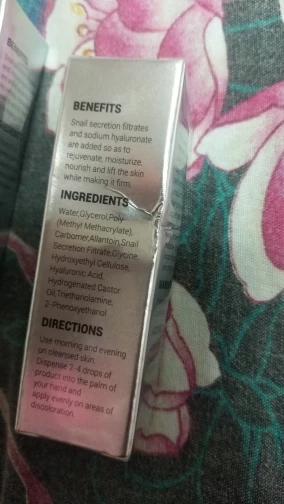 BENEFITS
Snail secretion filtrates
and sodium hyaluronate
are added so as to
rejuvenate, moisturize,
nourish and lift the skin
while making it firm.
INGREDIENTS
Water,Glycerol,Poly
(Methyl Methacrylate),
Carbomer,Allantoin,Snail
Secretion Filtrate,Glycine,
Hydroxyethyl Cellulose,
Hyaluronic Acid,
Hydrogenated Castor
Oil,Triethanolamine,
2-Phenoxyethanol
DIRECTIONS
Use morning and evening
on cleansed skin.
Dispense 2-4 drops of
product into the palm of
your hand and
apply evenly on areas of
discoloration.